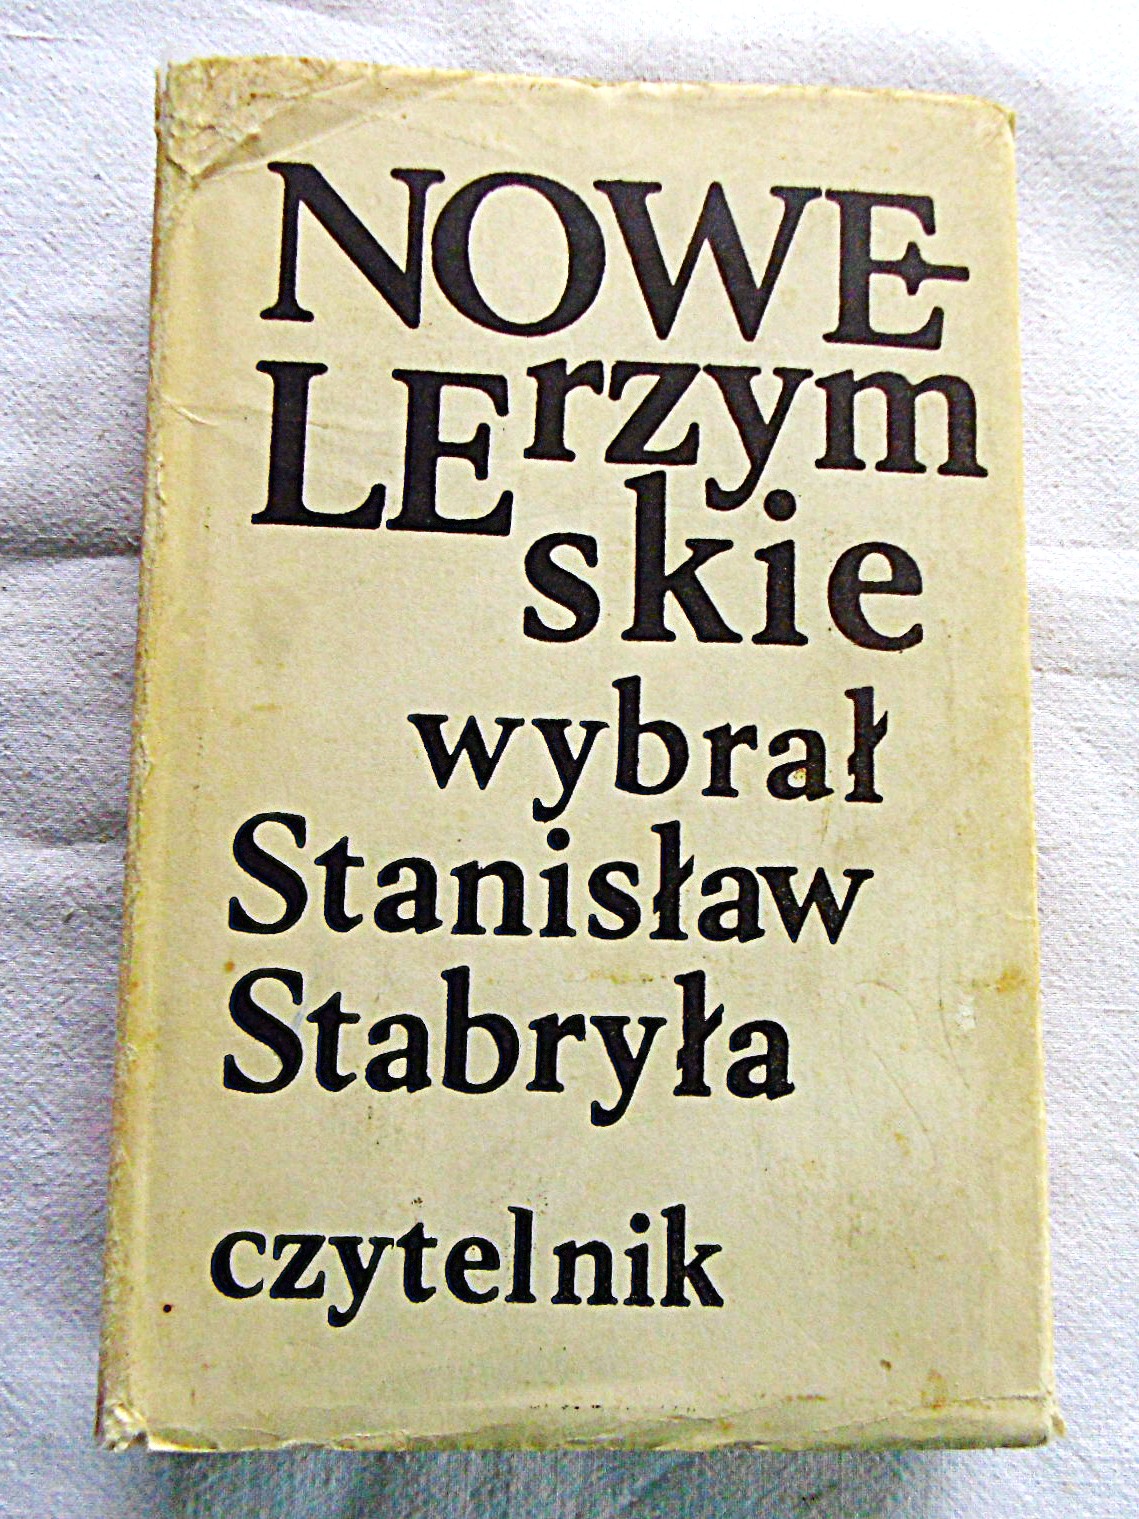 NOWE-
LErzym
skie
wybrał
Stanisław
Stabryła
czytelnik